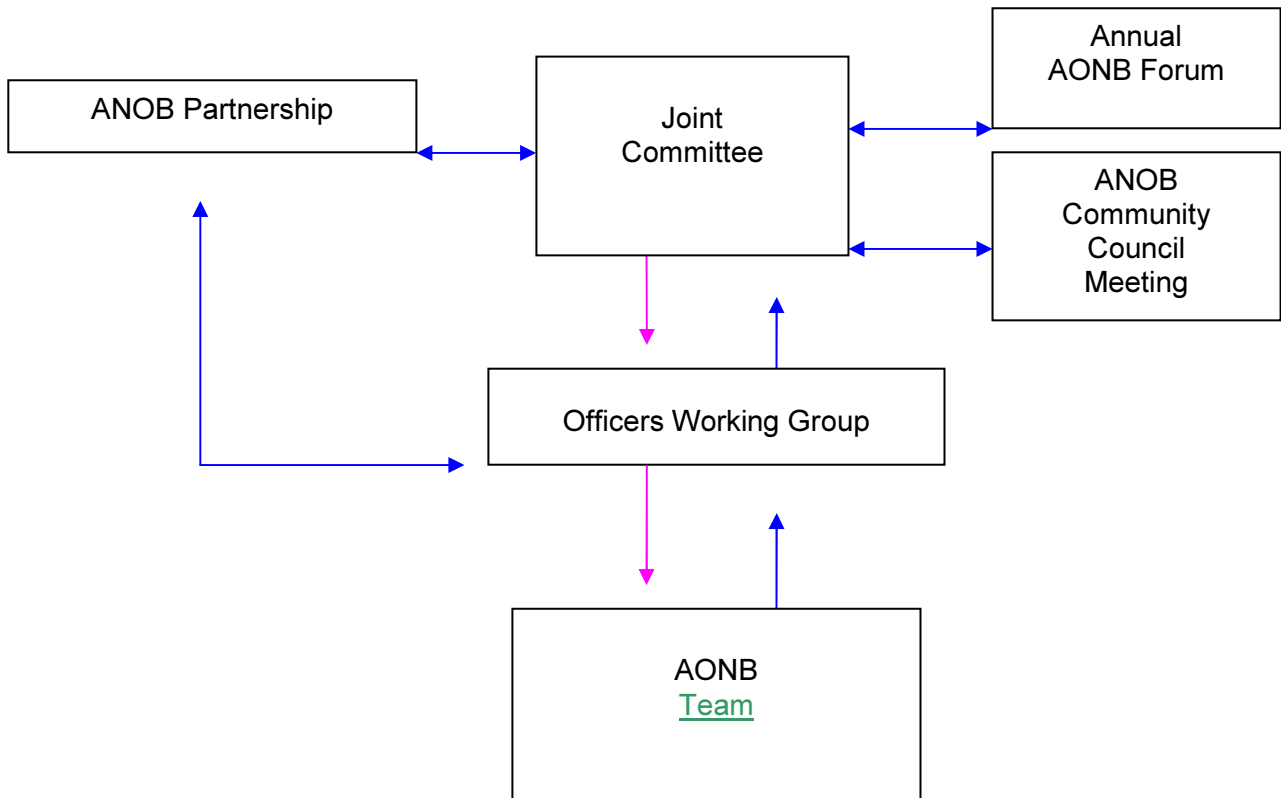 ANOB Partnership
Joint
Committee
Annual
AONB Forum
ANOB
Community
Council
Meeting
Officers Working Group
AONB
Team